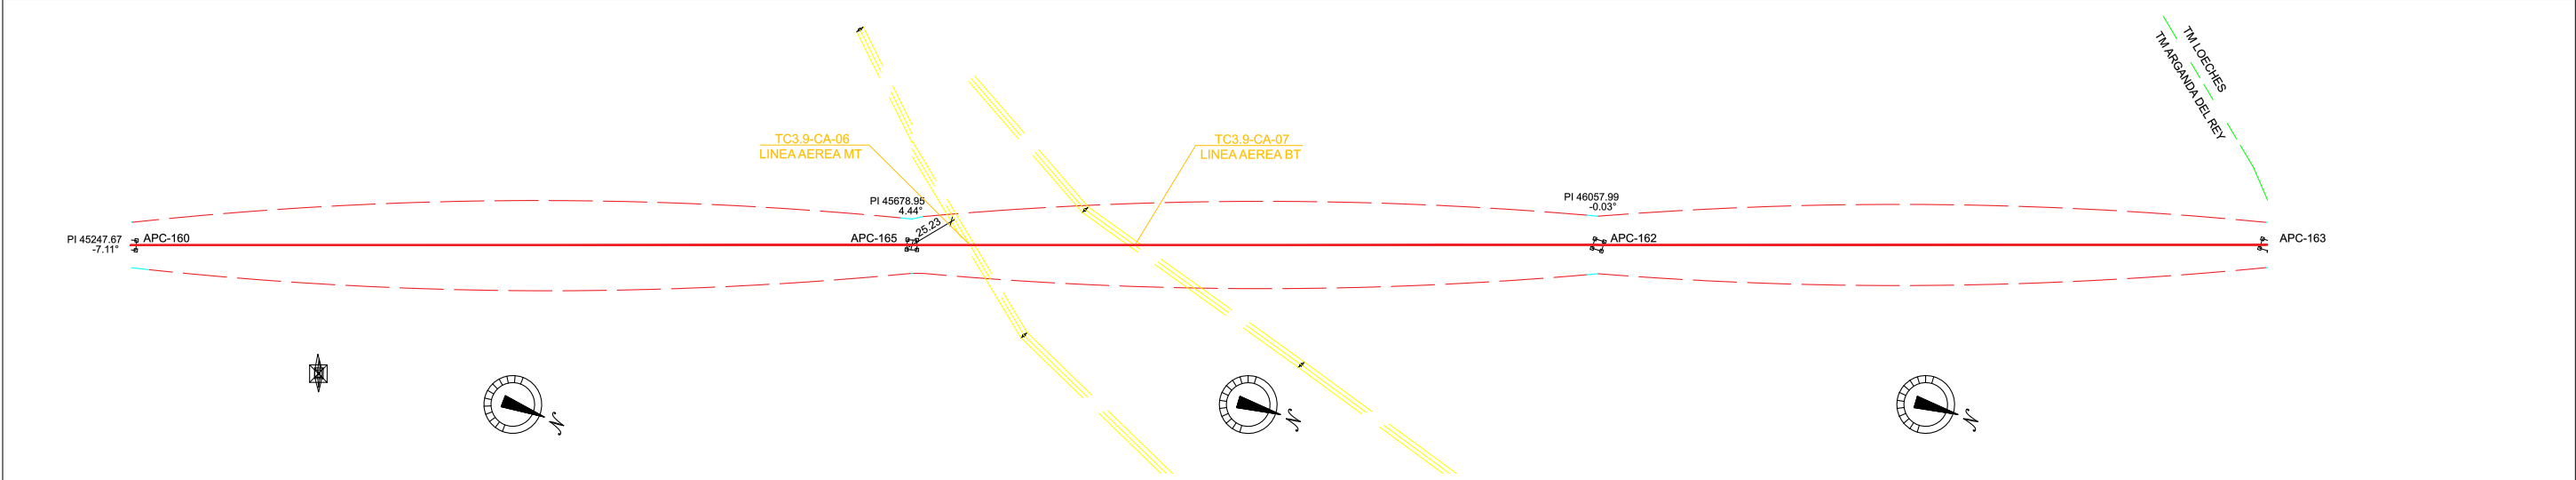 TM LOECHES
TM ARGANDA DEL REY
TC3.9-CA-06
LINEA AEREA MT
TC3.9-CA-07
LINEA AEREA BT
PI 45247.67
-7.11°
APC-160
PI 45678.95
4.44°
APC-165
25.23
PI 46057.99
-0.03°
APC-162
APC-163
N
N
N